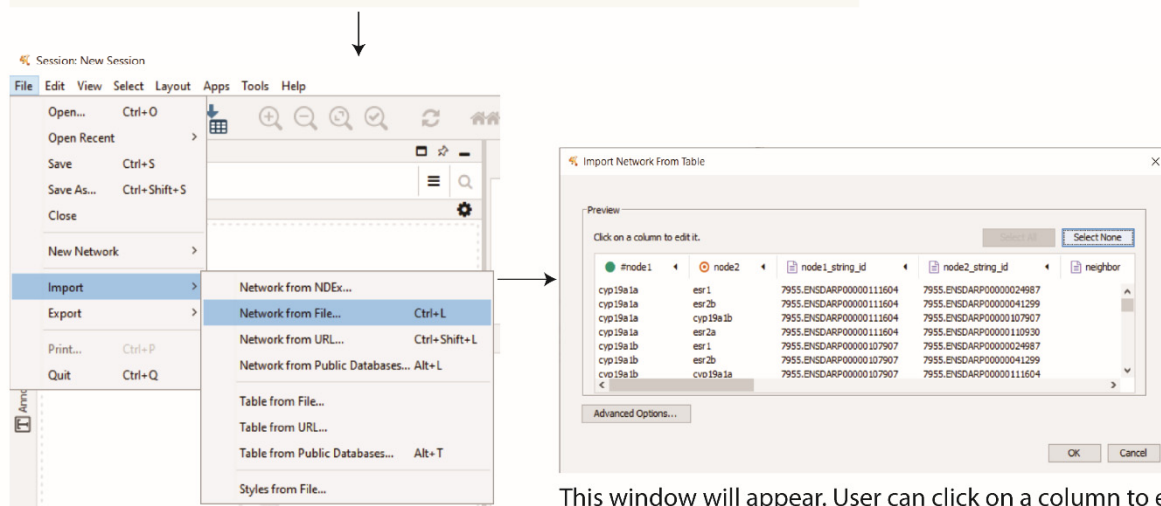 Session: New Session
File Edit View Select Layout Apps Tools Help
Open... Ctrl+O
Open Recent >
Save Ctrl+S
Save As... Ctrl+Shift+S
Close
New Network >
Import >
Export >
Print... Ctrl+P
Quit Ctrl+Q
Network from NDEx...
Network from File... Ctrl+L
Network from URL... Ctrl+Shift+L
Network from Public Databases... Alt+L
Table from File...
Table from URL...
Table from Public Databases... Alt+T
Styles from File...
Import Network From Table
Preview
Click on a column to edit it. Select All Select None
#node1 node2 node1_string_id node2_string_id neighbor
cyp19a1a esr1 7955.ENSDARP00000111604 7955.ENSDARP00000024987
cyp19a1a esr2b 7955.ENSDARP00000111604 7955.ENSDARP00000041299
cyp19a1a cyp19a1b 7955.ENSDARP00000111604 7955.ENSDARP00000107907
cyp19a1a esr2a 7955.ENSDARP00000111604 7955.ENSDARP00000110930
cyp19a1b esr1 7955.ENSDARP00000107907 7955.ENSDARP00000024987
cyp19a1b esr2b 7955.ENSDARP00000107907 7955.ENSDARP00000041299
cyp19a1b cyp19a1a 7955.ENSDARP00000107907 7955.ENSDARP00000111604
Advanced Options...
OK Cancel
This window will appear. User can click on a column to